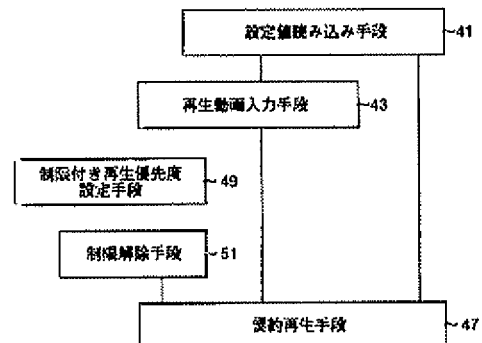 設定値読み込み手段 41
再生動画入力手段 43
制限付き再生優先度
設定手段 49
制限解除手段 51
要約再生手段 47